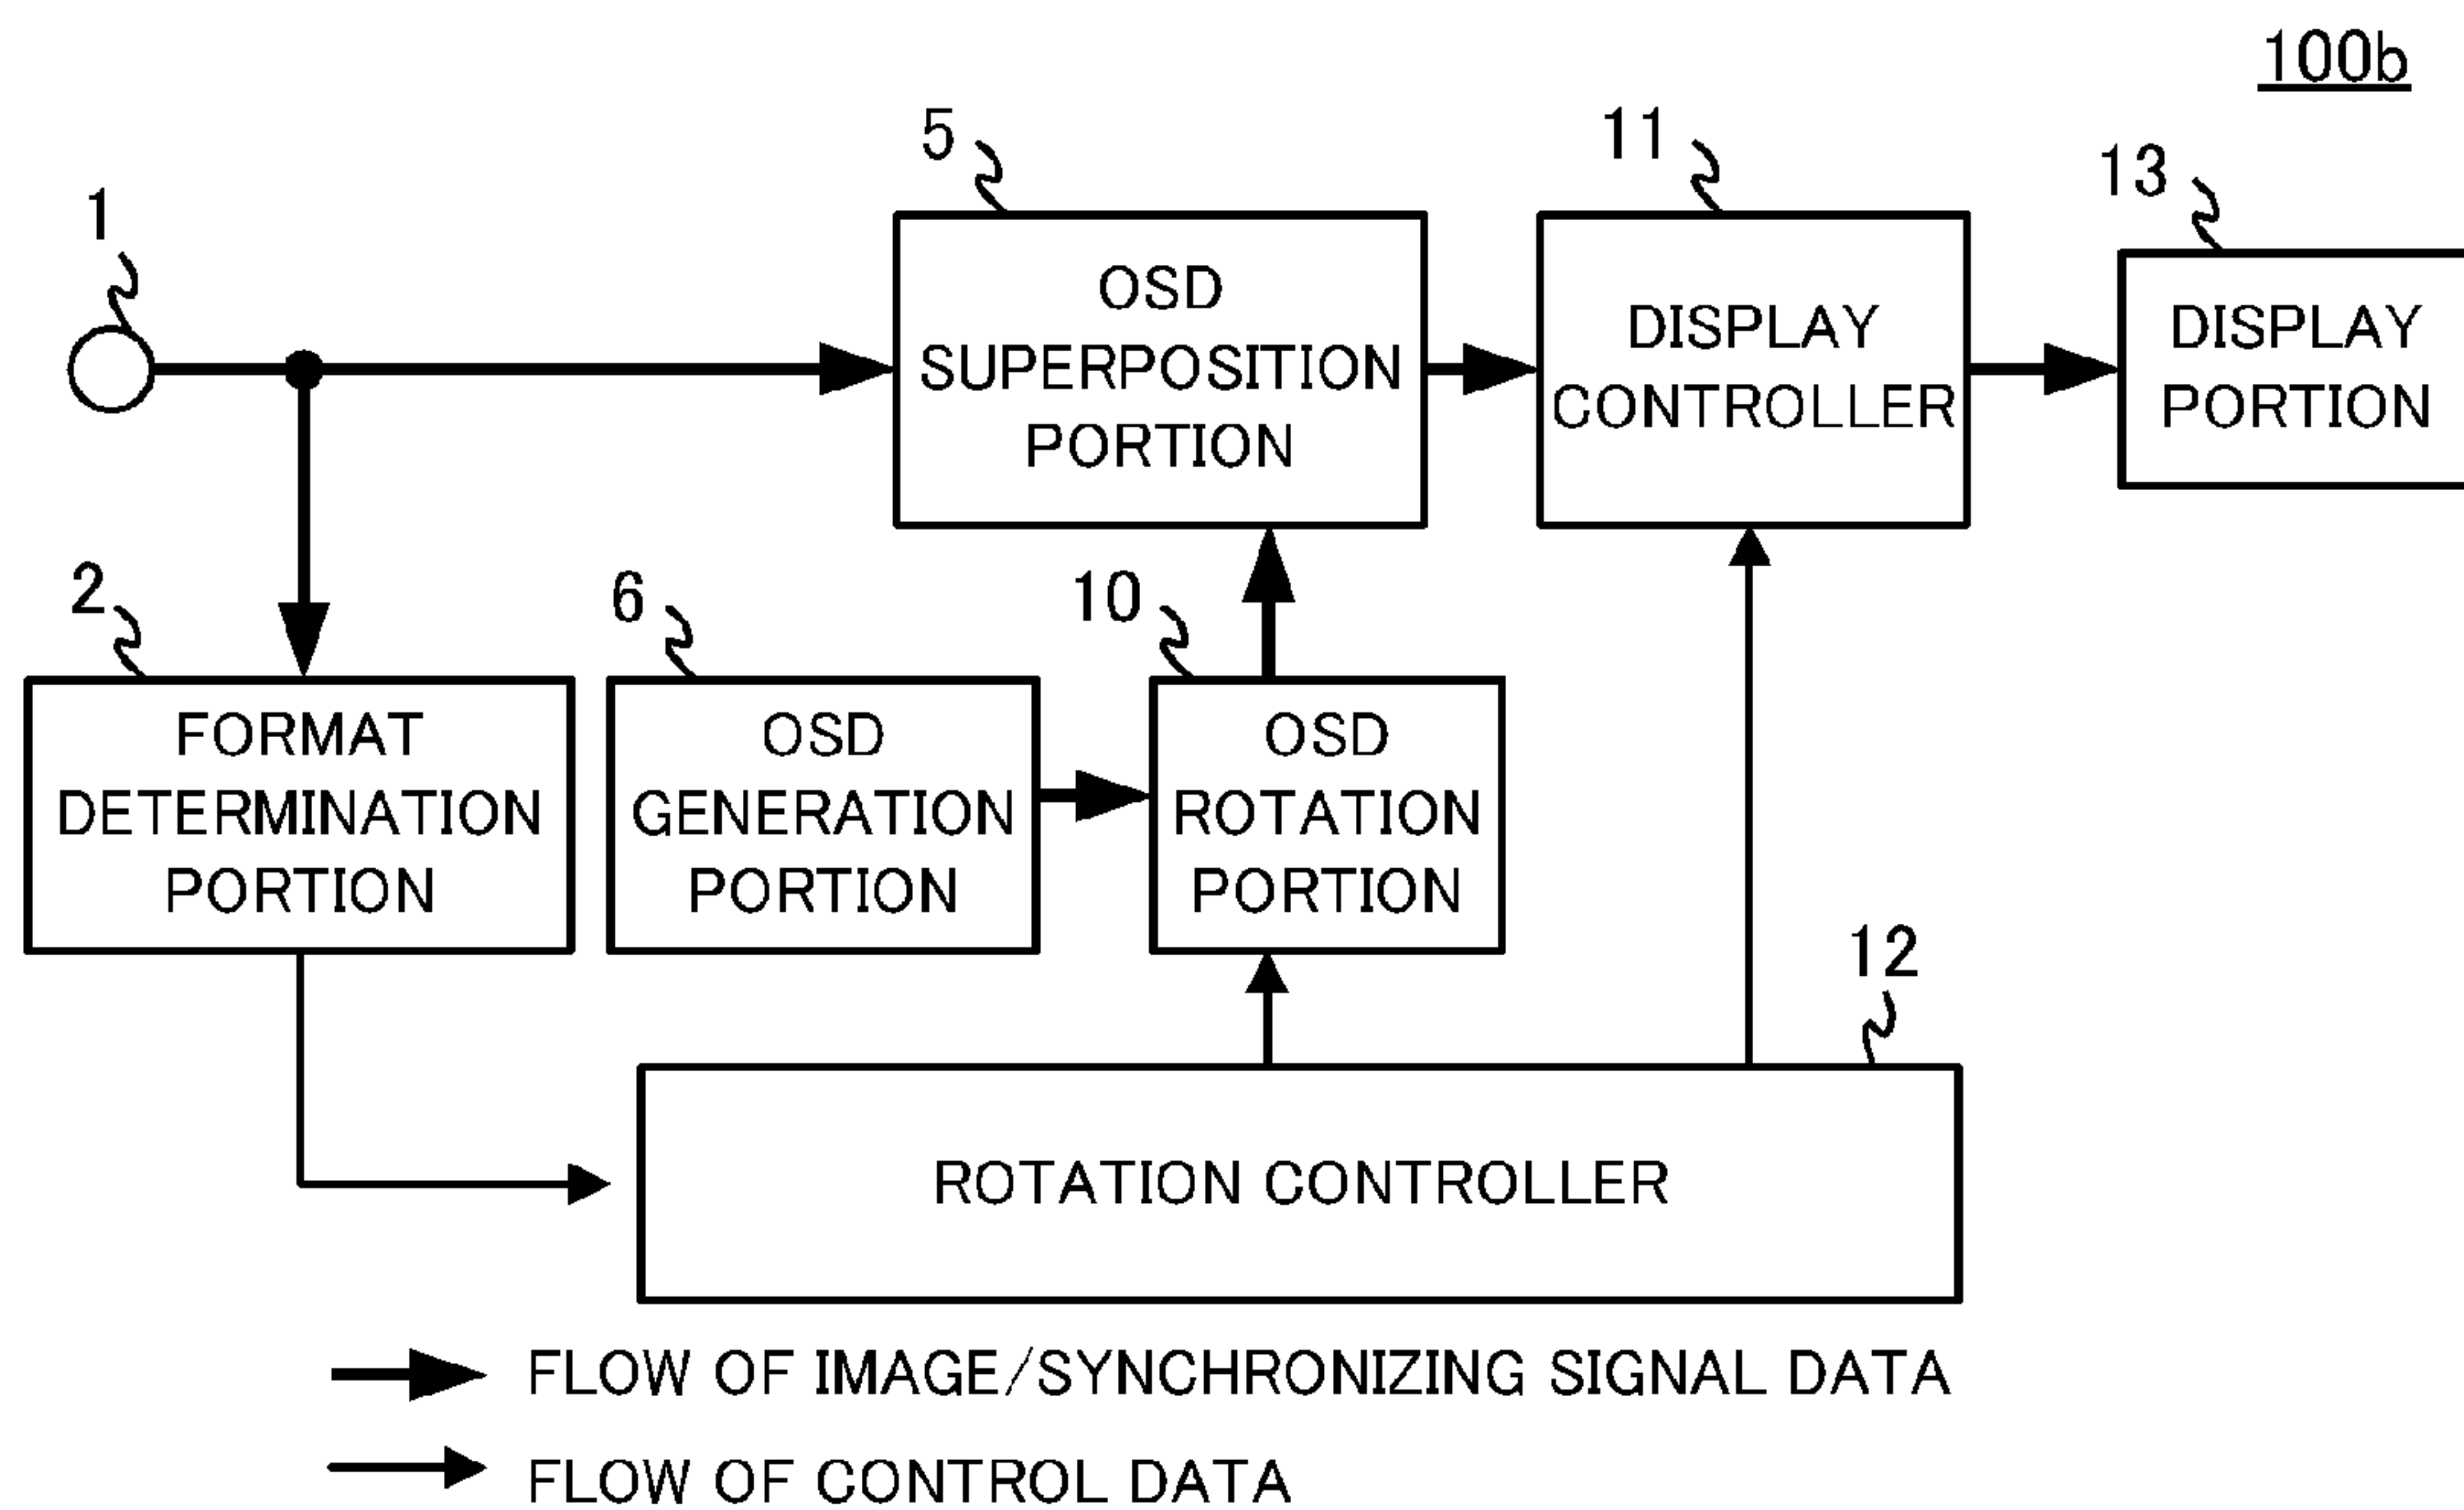 100b
5
11
13
1
OSD
SUPERPOSITION
PORTION
DISPLAY
CONTROLLER
DISPLAY
PORTION
2
6
10
FORMAT
DETERMINATION
PORTION
OSD
GENERATION
PORTION
OSD
ROTATION
PORTION
12
ROTATION CONTROLLER
FLOW OF IMAGE/SYNCHRONIZING SIGNAL DATA
FLOW OF CONTROL DATA